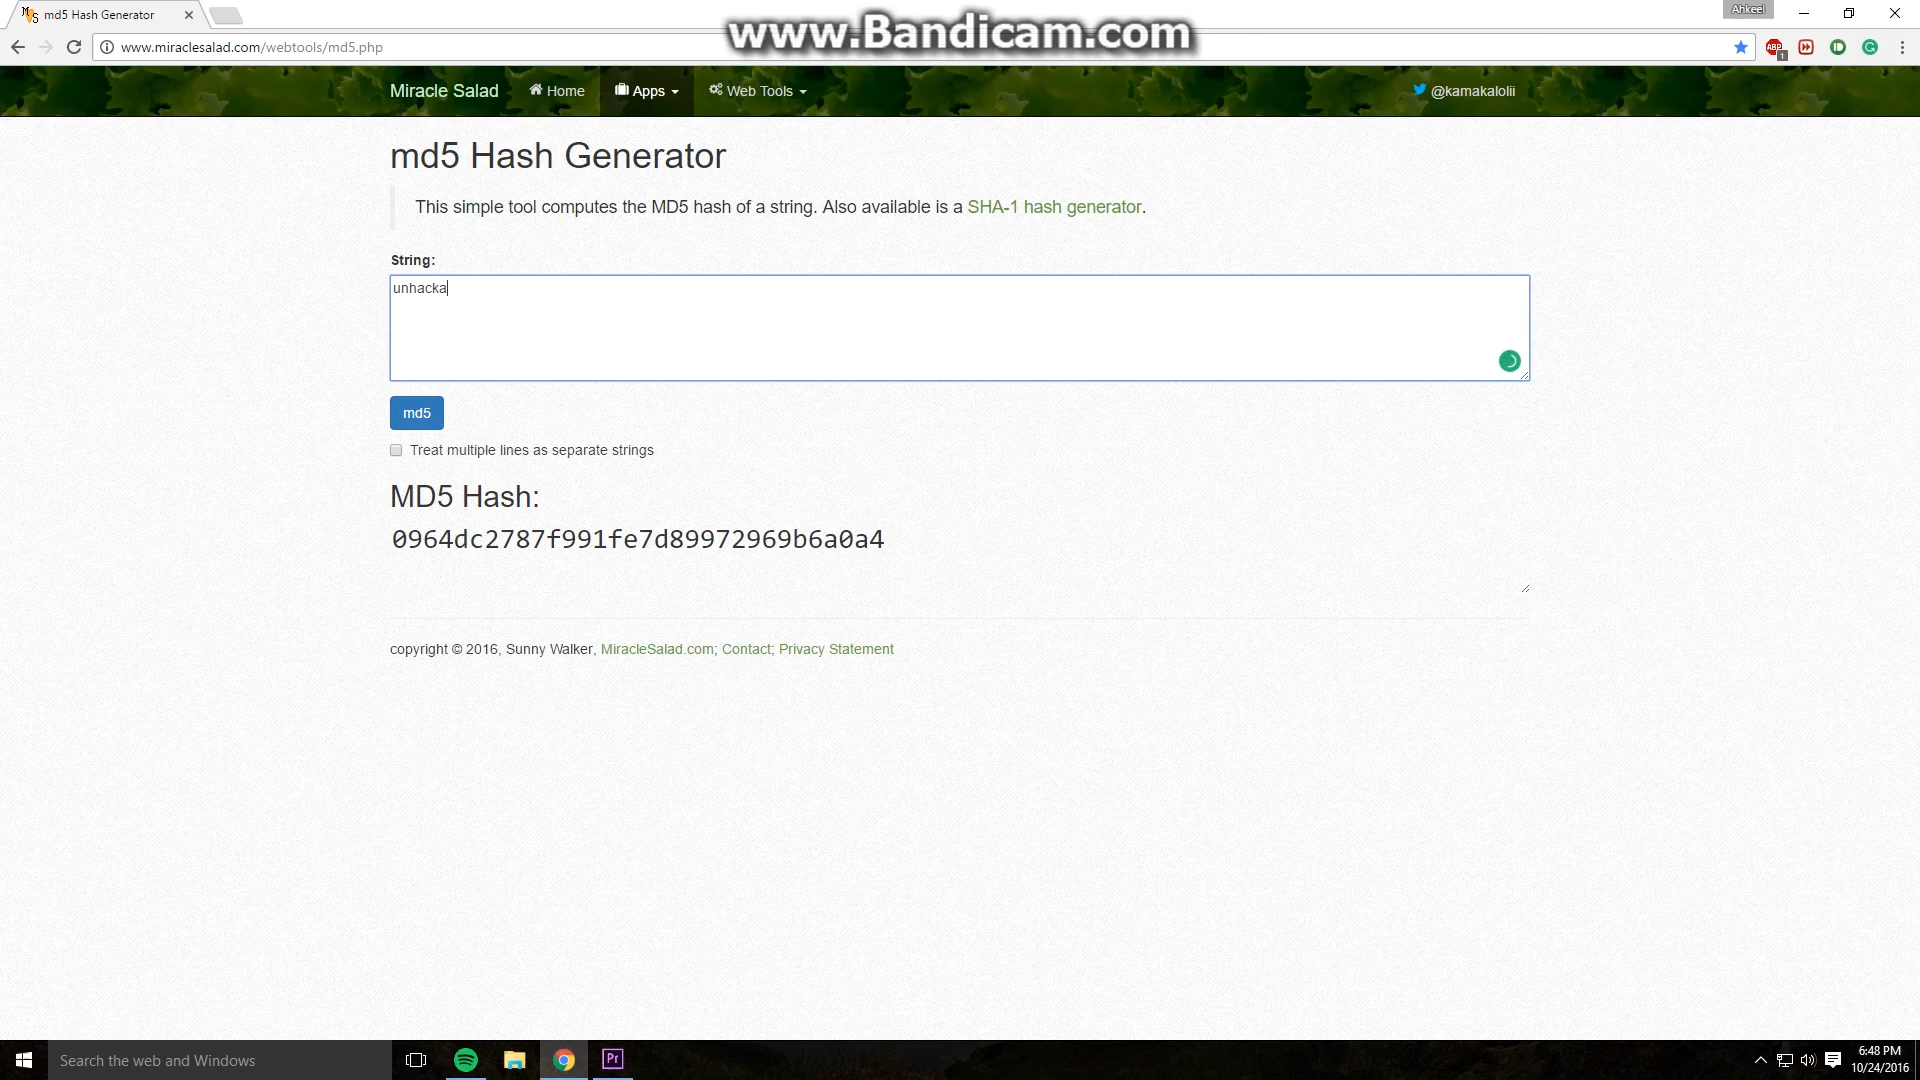 md5 Hash Generator
Ahkeel
www.miraclesalad.com/webtools/md5.php
www.Bandicam.com
ABP
1
Miracle Salad
Home
Apps
Web Tools
@kamakalolii
md5 Hash Generator
This simple tool computes the MD5 hash of a string. Also available is a SHA-1 hash generator.
String:
unhacka
md5
Treat multiple lines as separate strings
MD5 Hash:
0964dc2787f991fe7d89972969b6a0a4
copyright © 2016, Sunny Walker, MiracleSalad.com; Contact; Privacy Statement
Search the web and Windows
Pr
6:48 PM
10/24/2016